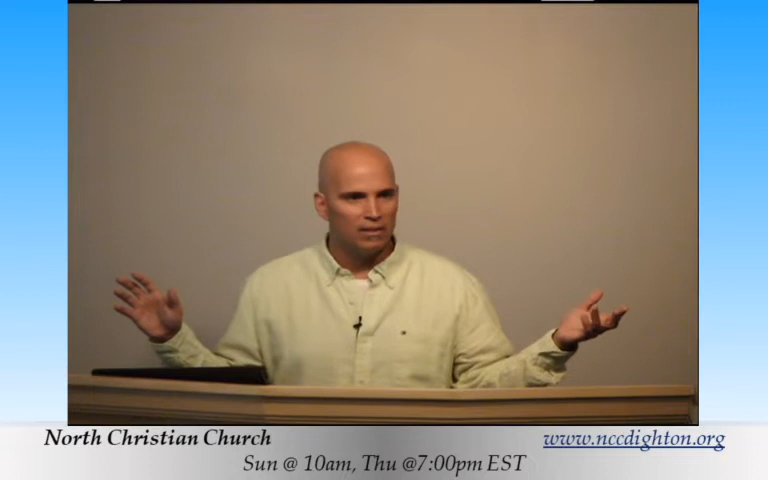 North Christian Church www.nccdighton.org
Sun @ 10am, Thu @7:00pm EST